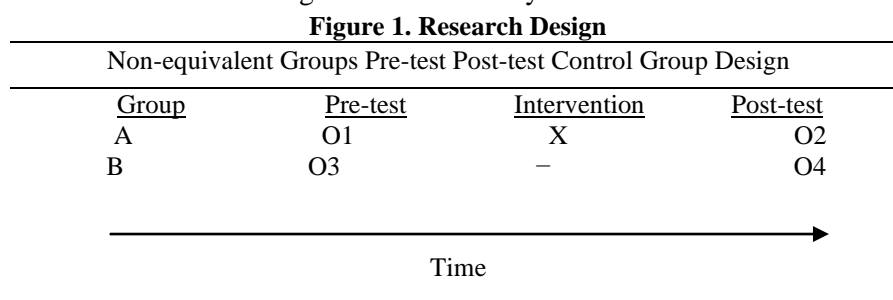 Figure 1. Research Design
Non-equivalent Groups Pre-test Post-test Control Group Design
Group Pre-test Intervention Post-test
A O1 X O2
B O3 − O4
Time